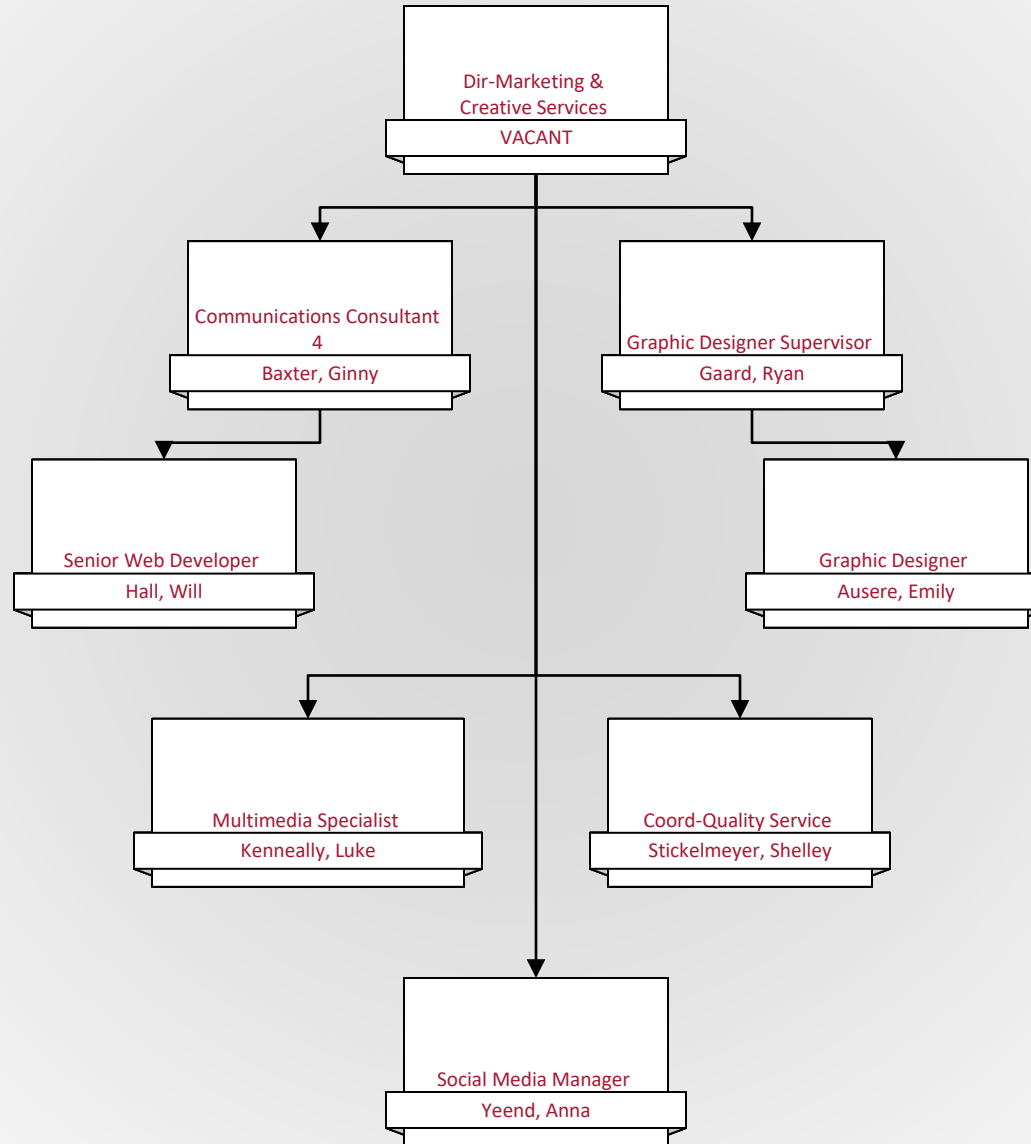 Dir-Marketing &
Creative Services
VACANT
Communications Consultant
4
Baxter, Ginny
Graphic Designer Supervisor
Gaard, Ryan
Senior Web Developer
Hall, Will
Graphic Designer
Ausere, Emily
Multimedia Specialist
Kenneally, Luke
Coord-Quality Service
Stickelmeyer, Shelley
Social Media Manager
Yeend, Anna